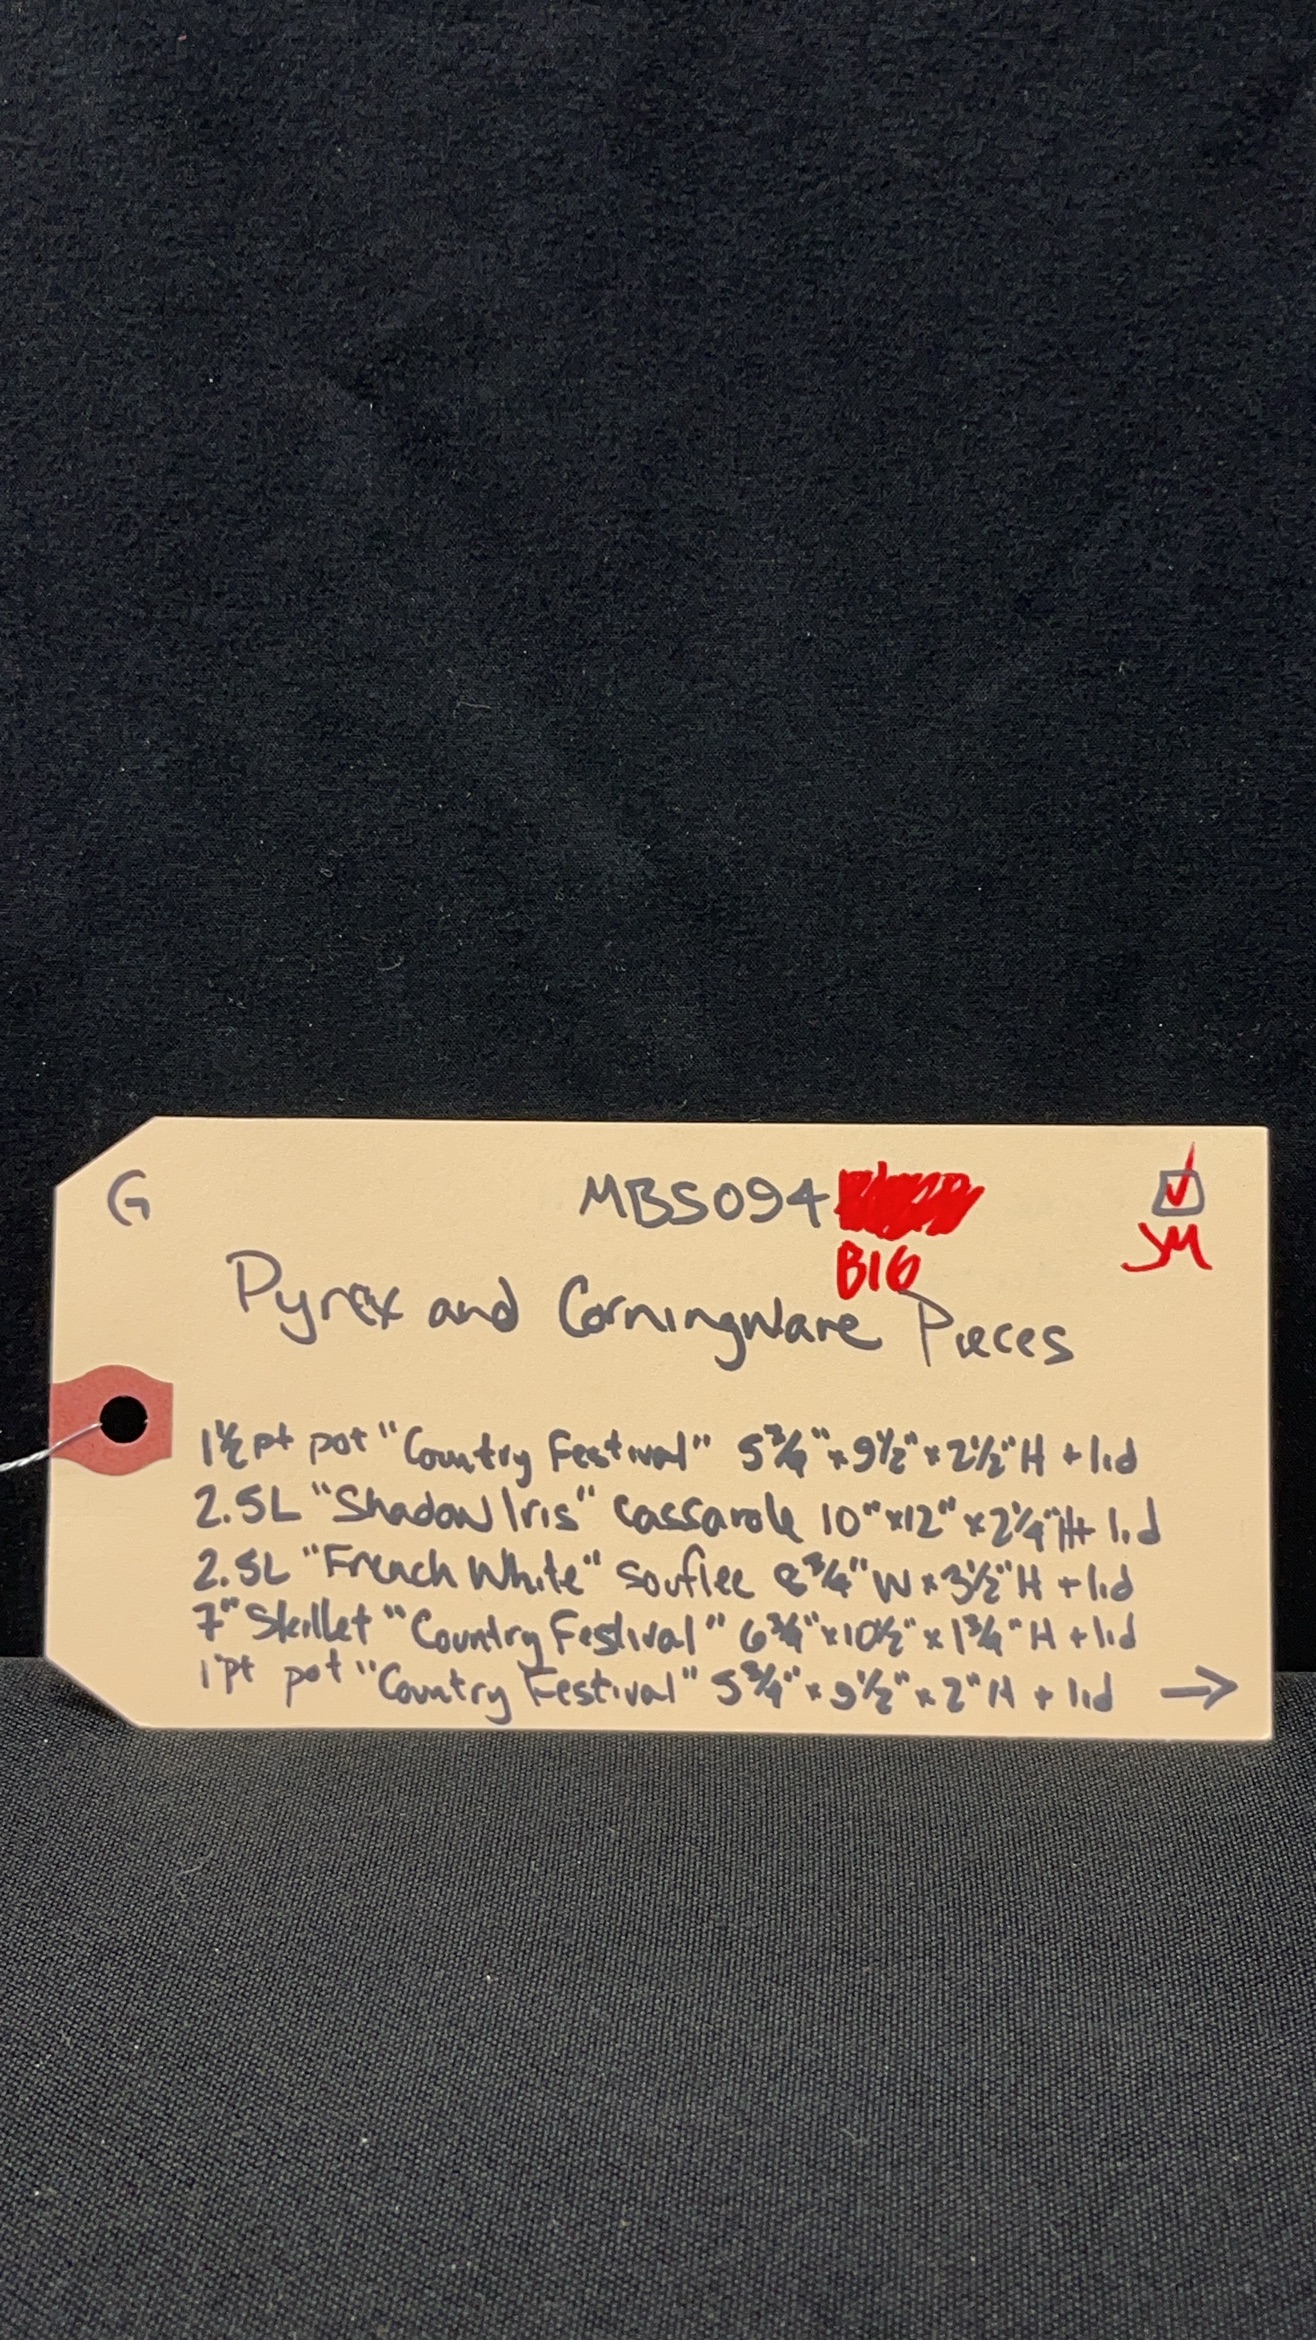 G MBS094 ✓
BIG JM
Pyrex and Corningware Pieces
1½ pt pot "Country Festival" 5¾" x 9½" x 2½" H + lid
2.5L "Shadow Iris" Cassarole 10" x 12" x 2¼" H + lid
2.5L "French White" Souflee 8¾" W x 3½" H + lid
7" Skillet "Country Festival" 6¾" x 10½" x 1¾" H + lid
1 pt pot "Country Festival" 5¾" x 9½" x 2" H + lid →